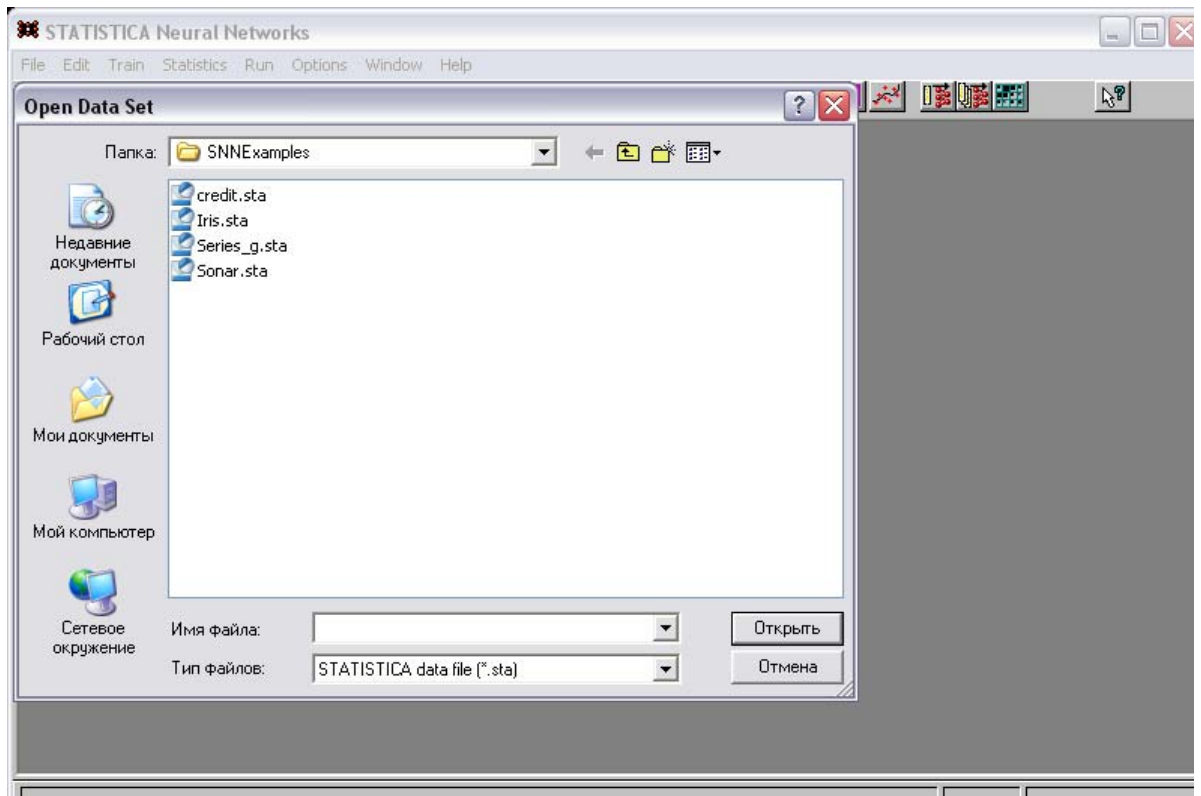 STATISTICA Neural Networks
File Edit Train Statistics Run Options Window Help
Open Data Set
Папка: SNNExamples
credit.sta
Iris.sta
Series_g.sta
Sonar.sta
Недавние
документы
Рабочий стол
Мои документы
Мой компьютер
Сетевое
окружение
Имя файла:
Открыть
Тип файлов: STATISTICA data file (*.sta)
Отмена